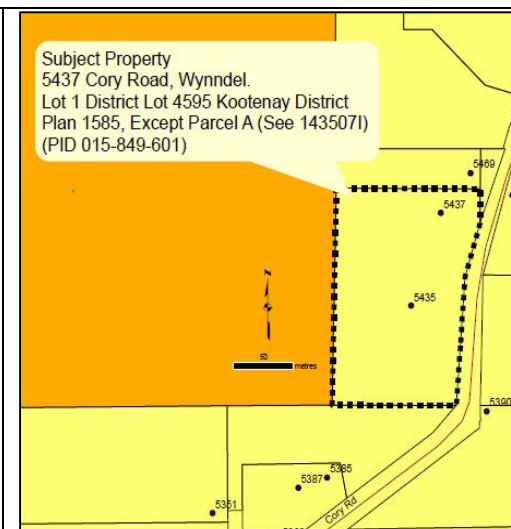 Subject Property
5437 Cory Road, Wynndel.
Lot 1 District Lot 4595 Kootenay District
Plan 1585, Except Parcel A (See 143507I)
(PID 015-849-601)
5469
5437
5435
50
metres
5390
5385
5387
5351
Cory Rd